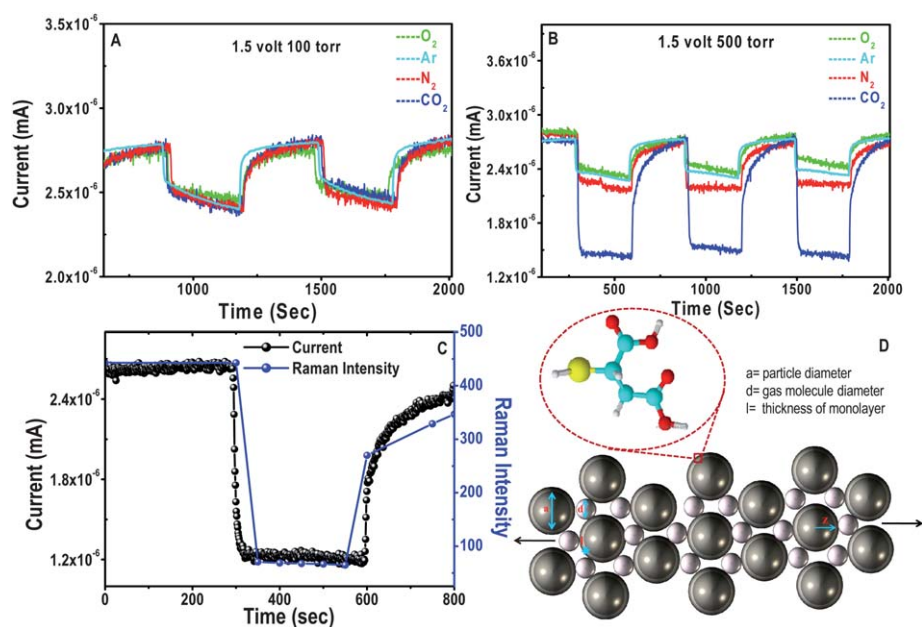 A
1.5 volt 100 torr
O₂
Ar
N₂
CO₂
3.5x10⁻⁶
3.0x10⁻⁶
2.5x10⁻⁶
2.0x10⁻⁶
Current (mA)
1000
1500
2000
Time (Sec)
B
1.5 volt 500 torr
O₂
Ar
N₂
CO₂
3.6x10⁻⁶
3.0x10⁻⁶
2.4x10⁻⁶
1.8x10⁻⁶
1.2x10⁻⁶
Current (mA)
500
1000
1500
2000
Time (Sec)
C
Current
Raman Intensity
2.4x10⁻⁶
1.8x10⁻⁶
1.2x10⁻⁶
Current (mA)
450
400
300
200
100
50
Raman Intensity
0
200
400
600
800
Time (sec)
D
a= particle diameter
d= gas molecule diameter
l= thickness of monolayer
a
d